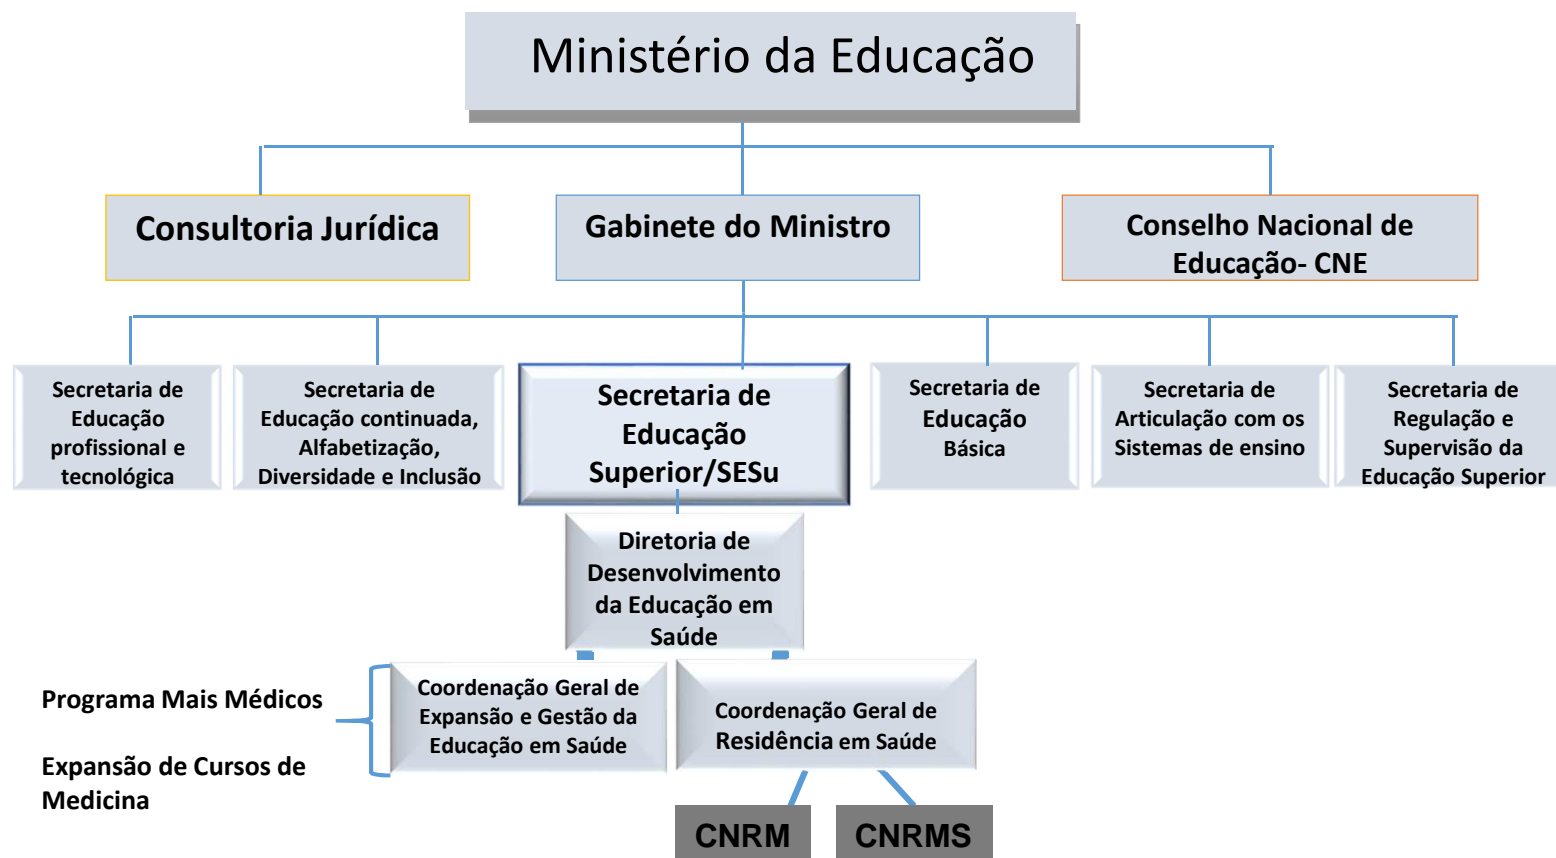 Ministério da Educação
Consultoria Jurídica
Gabinete do Ministro
Conselho Nacional de
Educação- CNE
Secretaria de
Educação
profissional e
tecnológica
Secretaria de
Educação continuada,
Alfabetização,
Diversidade e Inclusão
Secretaria de
Educação
Superior/SESu
Secretaria de
Educação
Básica
Secretaria de
Articulação com os
Sistemas de ensino
Secretaria de
Regulação e
Supervisão da
Educação Superior
Diretoria de
Desenvolvimento
da Educação em
Saúde
Programa Mais Médicos
Expansão de Cursos de
Medicina
Coordenação Geral de
Expansão e Gestão da
Educação em Saúde
Coordenação Geral de
Residência em Saúde
CNRM
CNRMS